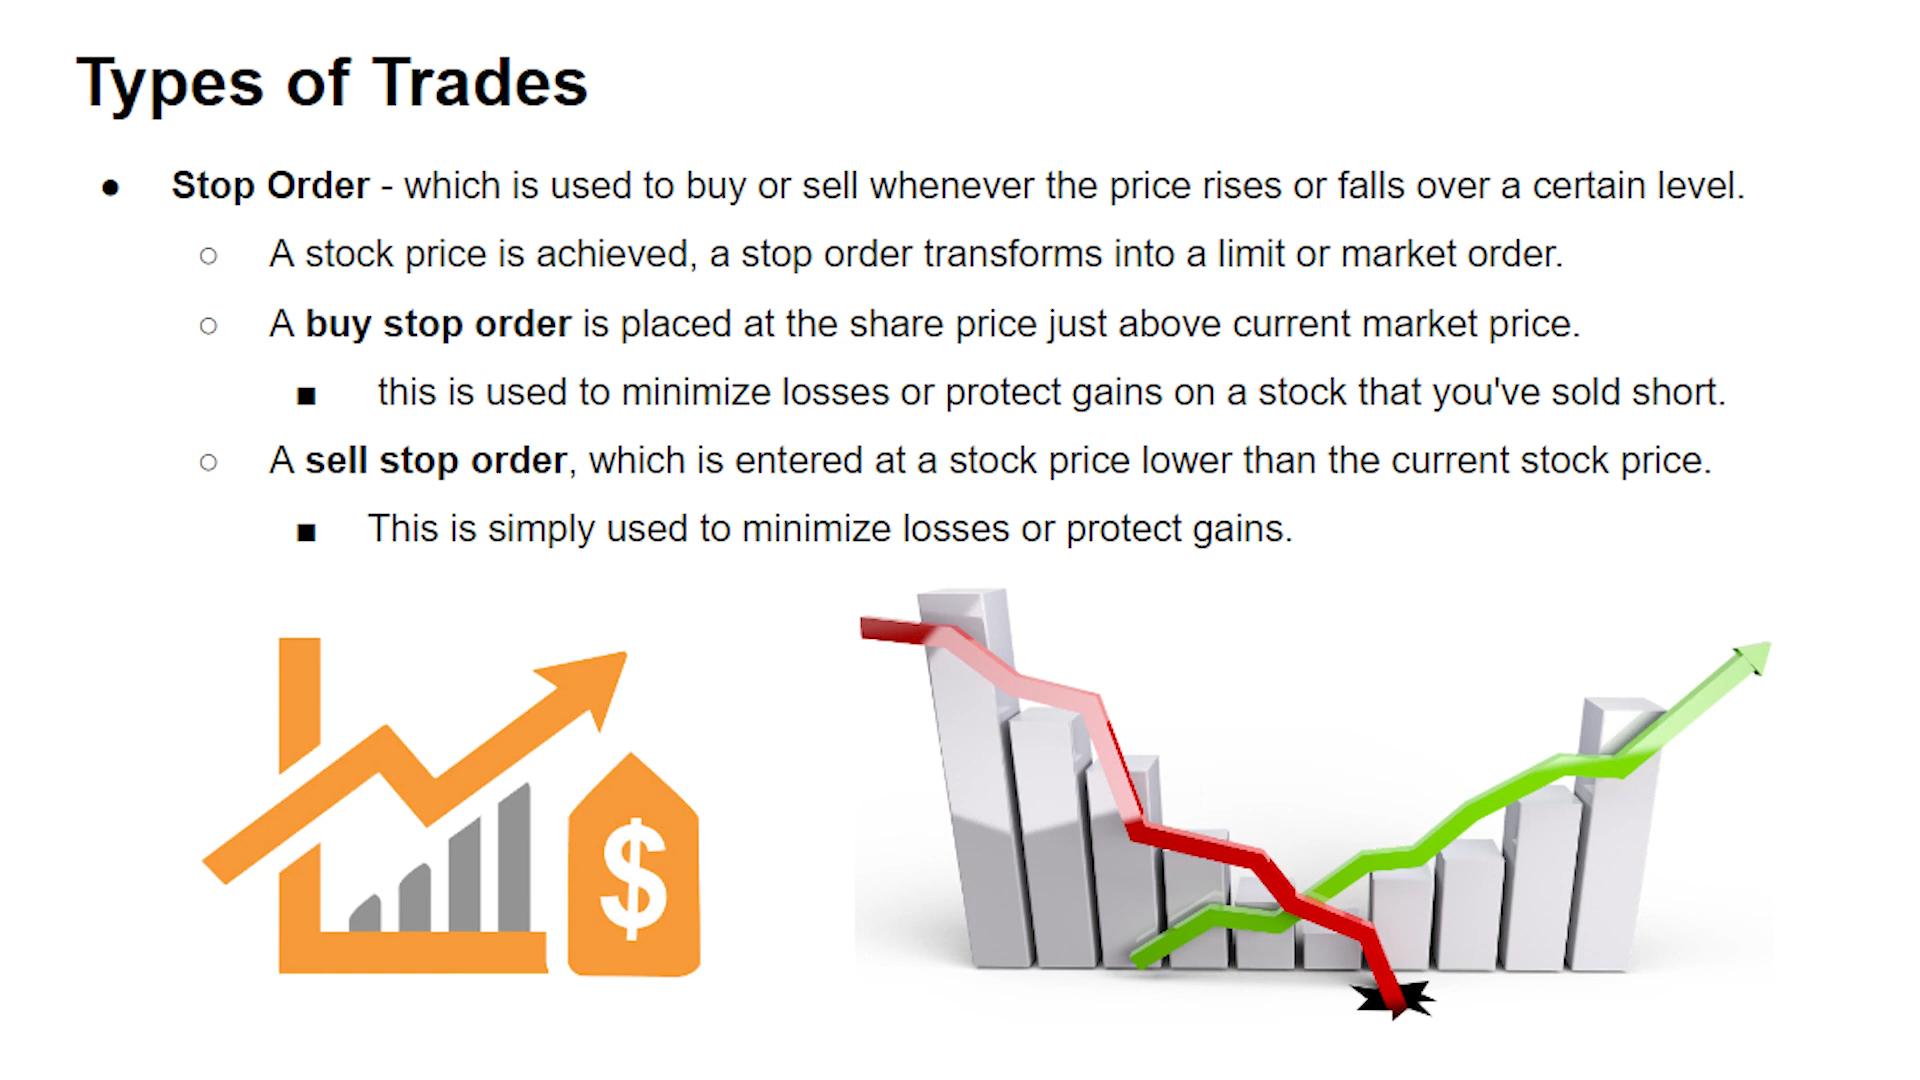 Types of Trades
● Stop Order - which is used to buy or sell whenever the price rises or falls over a certain level.
○ A stock price is achieved, a stop order transforms into a limit or market order.
○ A buy stop order is placed at the share price just above current market price.
■ this is used to minimize losses or protect gains on a stock that you've sold short.
○ A sell stop order, which is entered at a stock price lower than the current stock price.
■ This is simply used to minimize losses or protect gains.
$